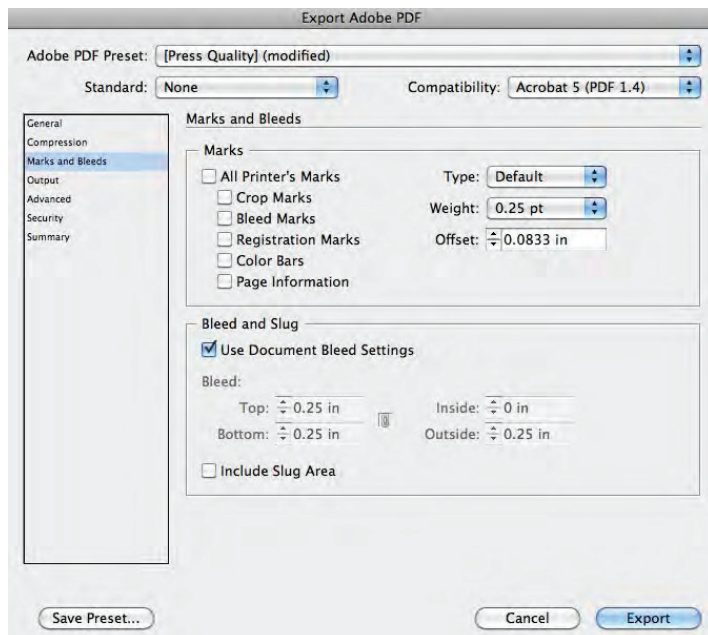 Export Adobe PDF
Adobe PDF Preset: [Press Quality] (modified)
Standard: None Compatibility: Acrobat 5 (PDF 1.4)
General
Compression
Marks and Bleeds
Output
Advanced
Security
Summary
Marks and Bleeds
Marks
All Printer's Marks
Crop Marks
Bleed Marks
Registration Marks
Color Bars
Page Information
Type: Default
Weight: 0.25 pt
Offset: 0.0833 in
Bleed and Slug
Use Document Bleed Settings
Bleed:
Top: 0.25 in Inside: 0 in
Bottom: 0.25 in Outside: 0.25 in
Include Slug Area
Save Preset... Cancel Export